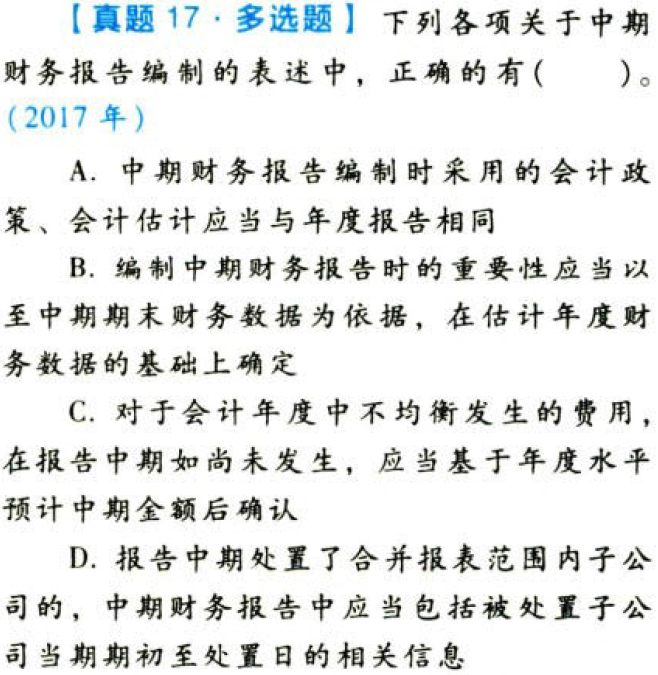 【真题 17·多选题】 下列各项关于中期
财务报告编制的表述中，正确的有(　　)。
(2017 年)
A. 中期财务报告编制时采用的会计政
策、会计估计应当与年度报告相同
B. 编制中期财务报告时的重要性应当以
至中期期末财务数据为依据，在估计年度财
务数据的基础上确定
C. 对于会计年度中不均衡发生的费用，
在报告中期如尚未发生，应当基于年度水平
预计中期金额后确认
D. 报告中期处置了合并报表范围内子公
司的，中期财务报告中应当包括被处置子公
司当期期初至处置日的相关信息